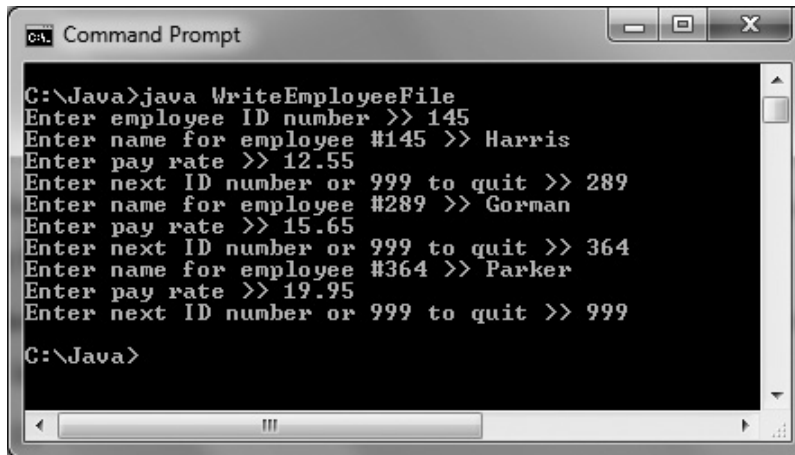 Command Prompt
C:\Java>java WriteEmployeeFile
Enter employee ID number >> 145
Enter name for employee #145 >> Harris
Enter pay rate >> 12.55
Enter next ID number or 999 to quit >> 289
Enter name for employee #289 >> Gorman
Enter pay rate >> 15.65
Enter next ID number or 999 to quit >> 364
Enter name for employee #364 >> Parker
Enter pay rate >> 19.95
Enter next ID number or 999 to quit >> 999
C:\Java>